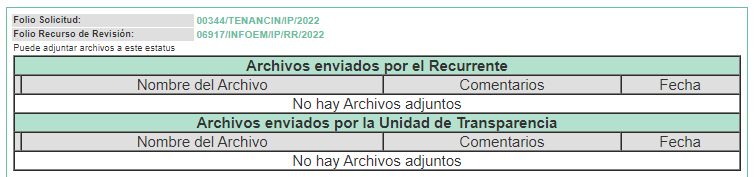 Folio Solicitud: 00344/TENANCIN/IP/2022
Folio Recurso de Revisión: 06917/INFOEM/IP/RR/2022
Puede adjuntar archivos a este estatus
Archivos enviados por el Recurrente
Nombre del Archivo Comentarios Fecha
No hay Archivos adjuntos
Archivos enviados por la Unidad de Transparencia
Nombre del Archivo Comentarios Fecha
No hay Archivos adjuntos